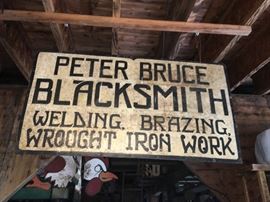 PETER BRUCE
BLACKSMITH
WELDING, BRAZING,
WROUGHT IRON WORK